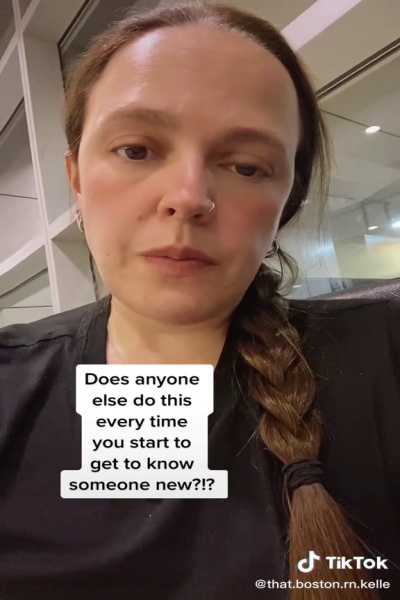 Does anyone
else do this
every time
you start to
get to know
someone new?!?
TikTok
@that.boston.rn.kelle